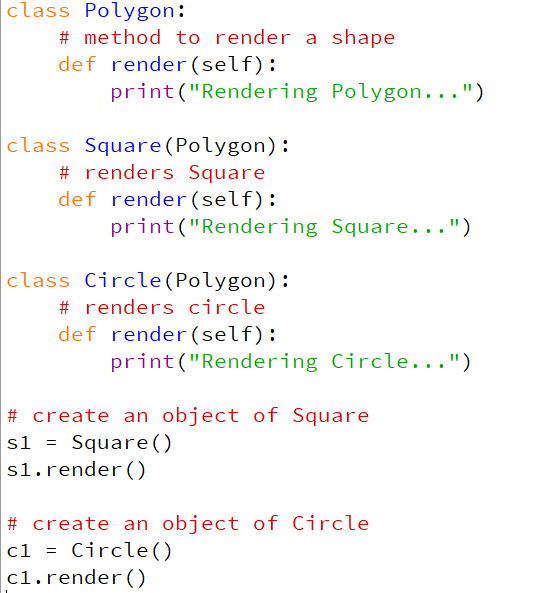 class Polygon:
    # method to render a shape
    def render(self):
        print("Rendering Polygon...")

class Square(Polygon):
    # renders Square
    def render(self):
        print("Rendering Square...")

class Circle(Polygon):
    # renders circle
    def render(self):
        print("Rendering Circle...")

# create an object of Square
s1 = Square()
s1.render()

# create an object of Circle
c1 = Circle()
c1.render()